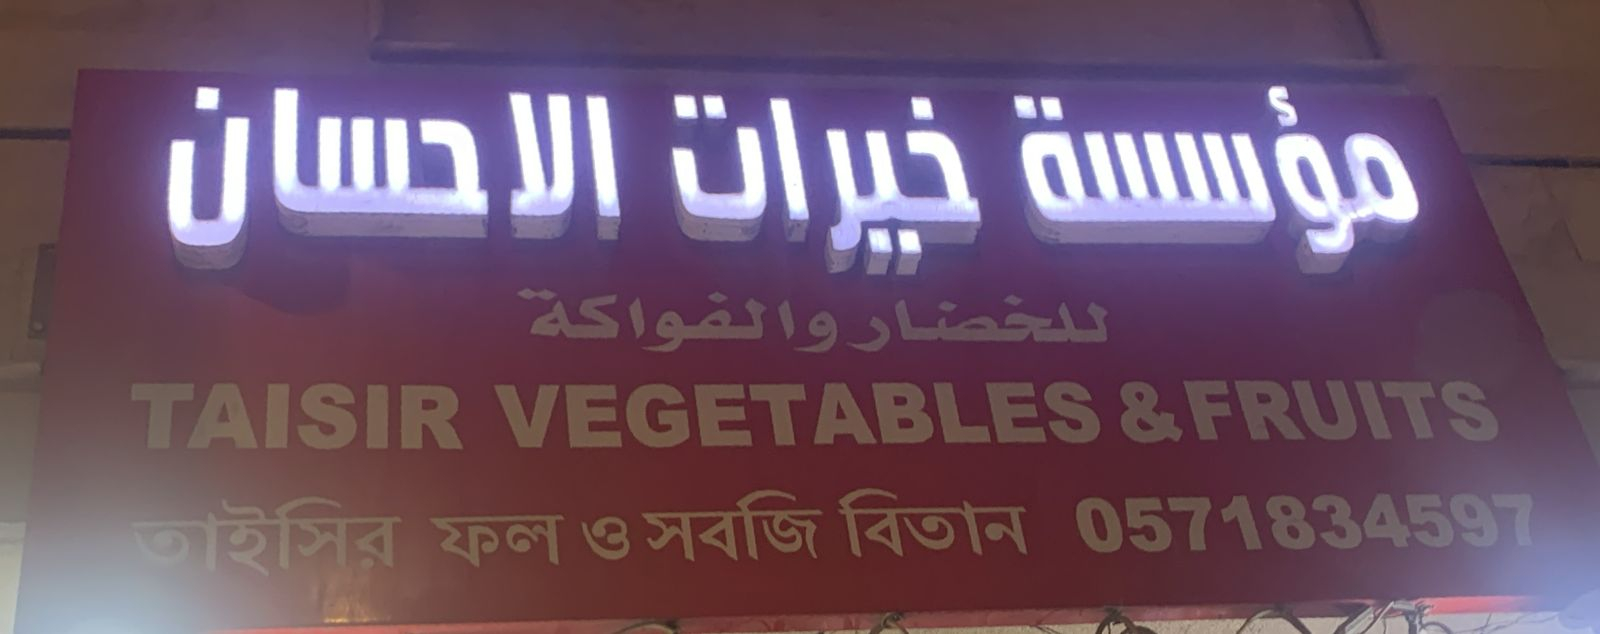 مؤسسة خيرات الاحسان
للخضار والفواكة
TAISIR VEGETABLES & FRUITS
তাইসির ফল ও সবজি বিতান 0571834597